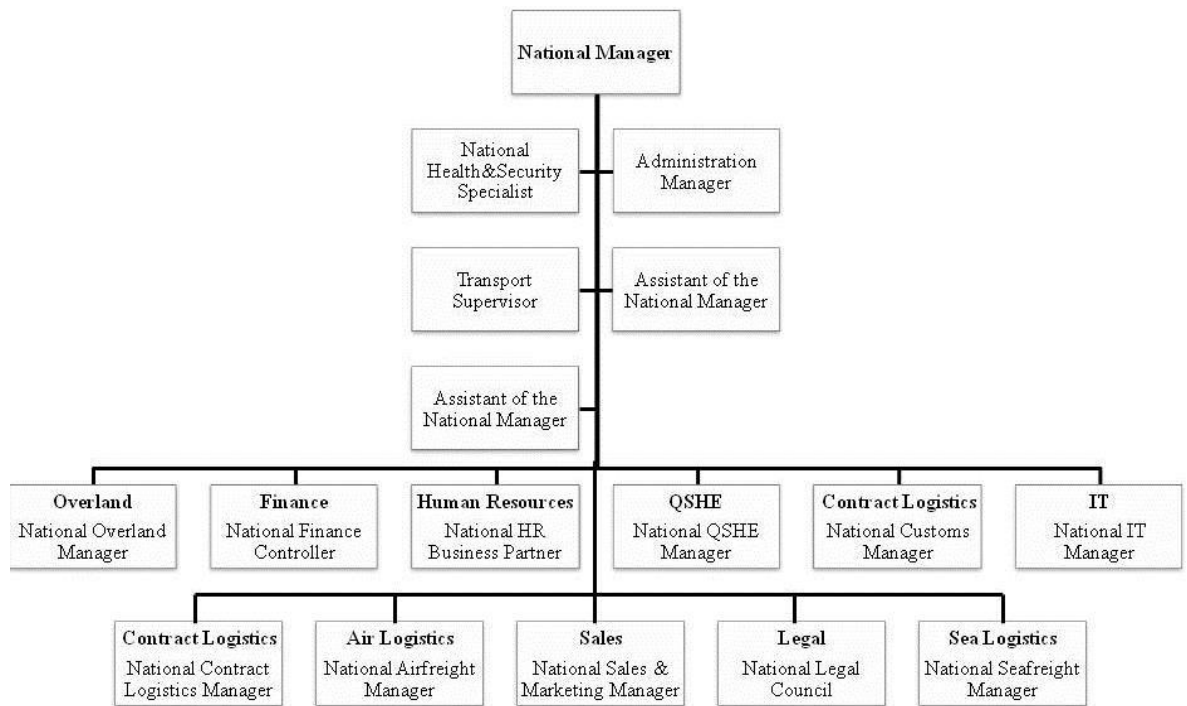 National Manager
National
Health&Security
Specialist
Administration
Manager
Transport
Supervisor
Assistant of the
National Manager
Assistant of the
National Manager
Overland
National Overland
Manager
Finance
National Finance
Controller
Human Resources
National HR
Business Partner
QSHE
National QSHE
Manager
Contract Logistics
National Customs
Manager
IT
National IT
Manager
Contract Logistics
National Contract
Logistics Manager
Air Logistics
National Airfreight
Manager
Sales
National Sales &
Marketing Manager
Legal
National Legal
Council
Sea Logistics
National Seafreight
Manager